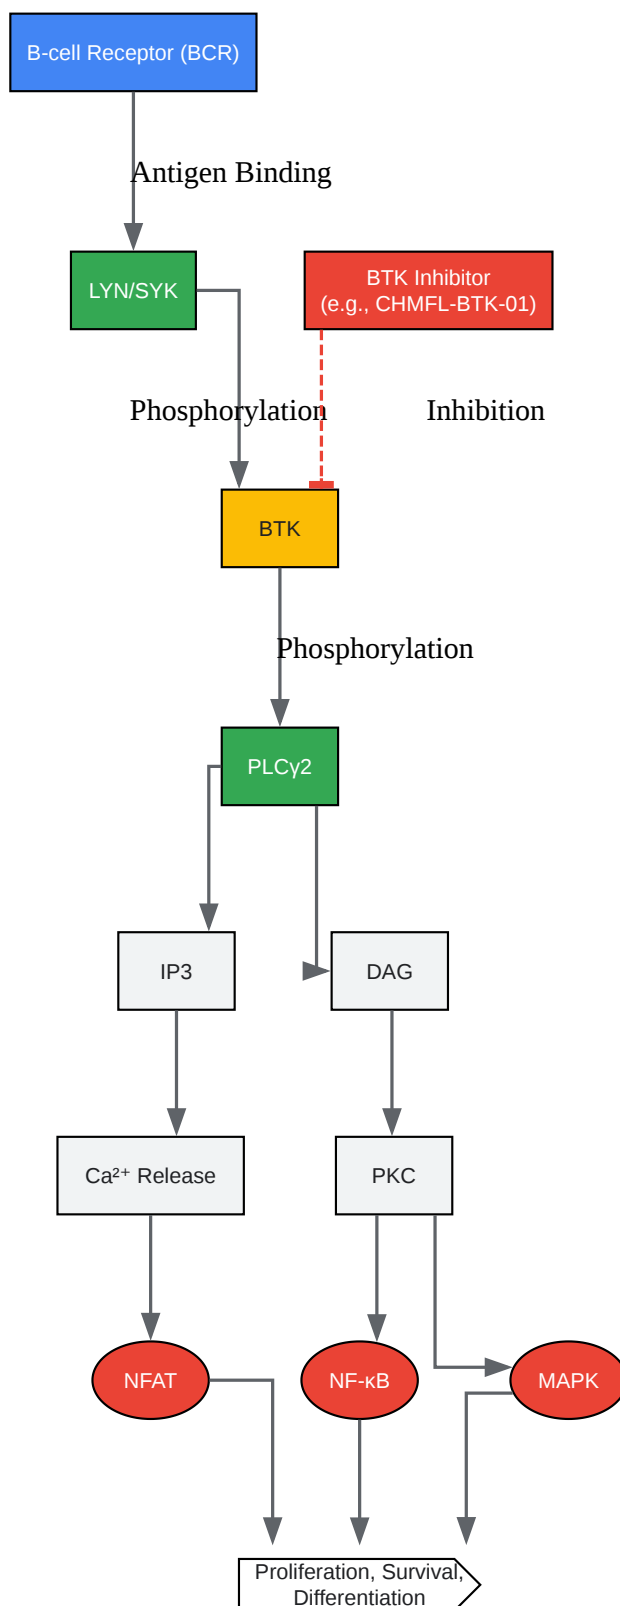 B-cell Receptor (BCR)
Antigen Binding
LYN/SYK
BTK Inhibitor
(e.g., CHMFL-BTK-01)
Phosphorylation
Inhibition
BTK
Phosphorylation
PLCγ2
IP3
DAG
Ca²⁺ Release
PKC
NFAT
NF-κB
MAPK
Proliferation, Survival,
Differentiation